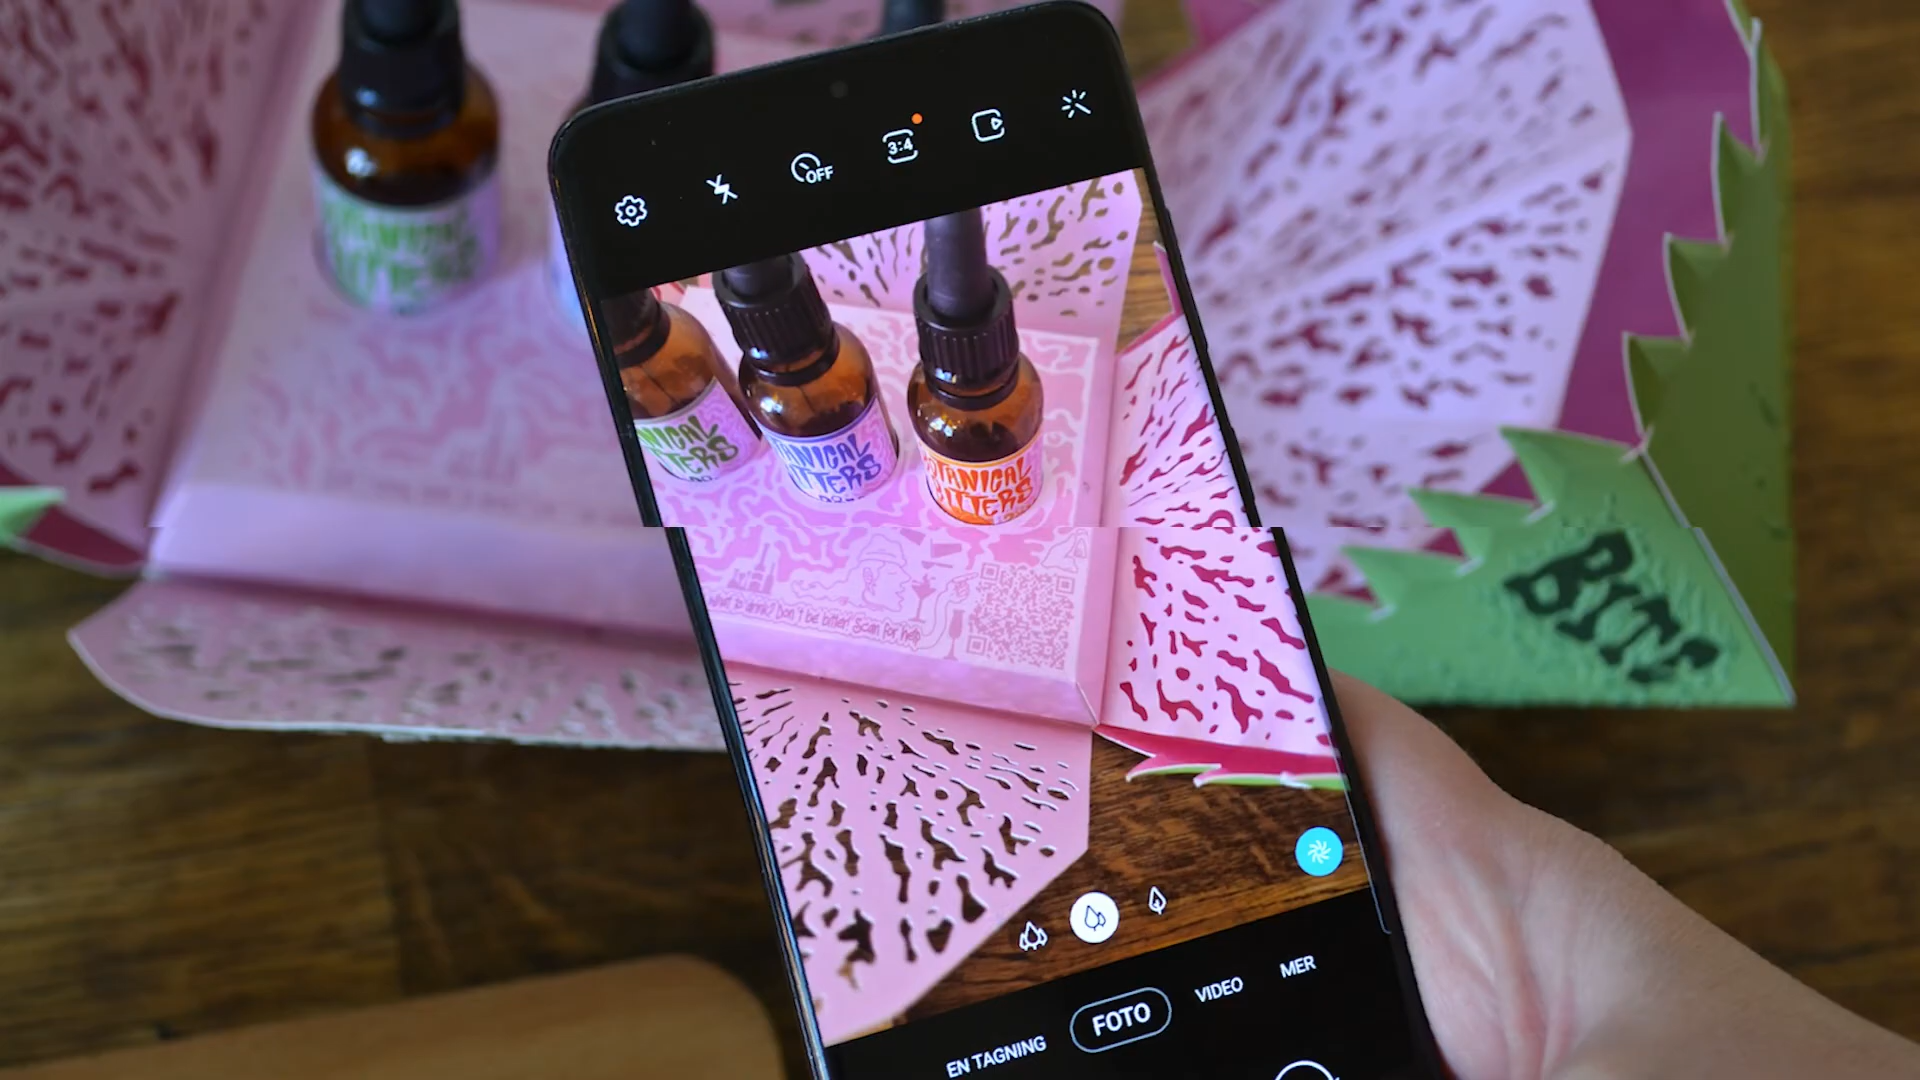 OFF
3:4
NICAL
TERS
TANICAL
ITTERS
OTANICAL
BITTERS
What to drink? Don't be bitter! Scan for help
BITE
EN TAGNING
FOTO
VIDEO
MER